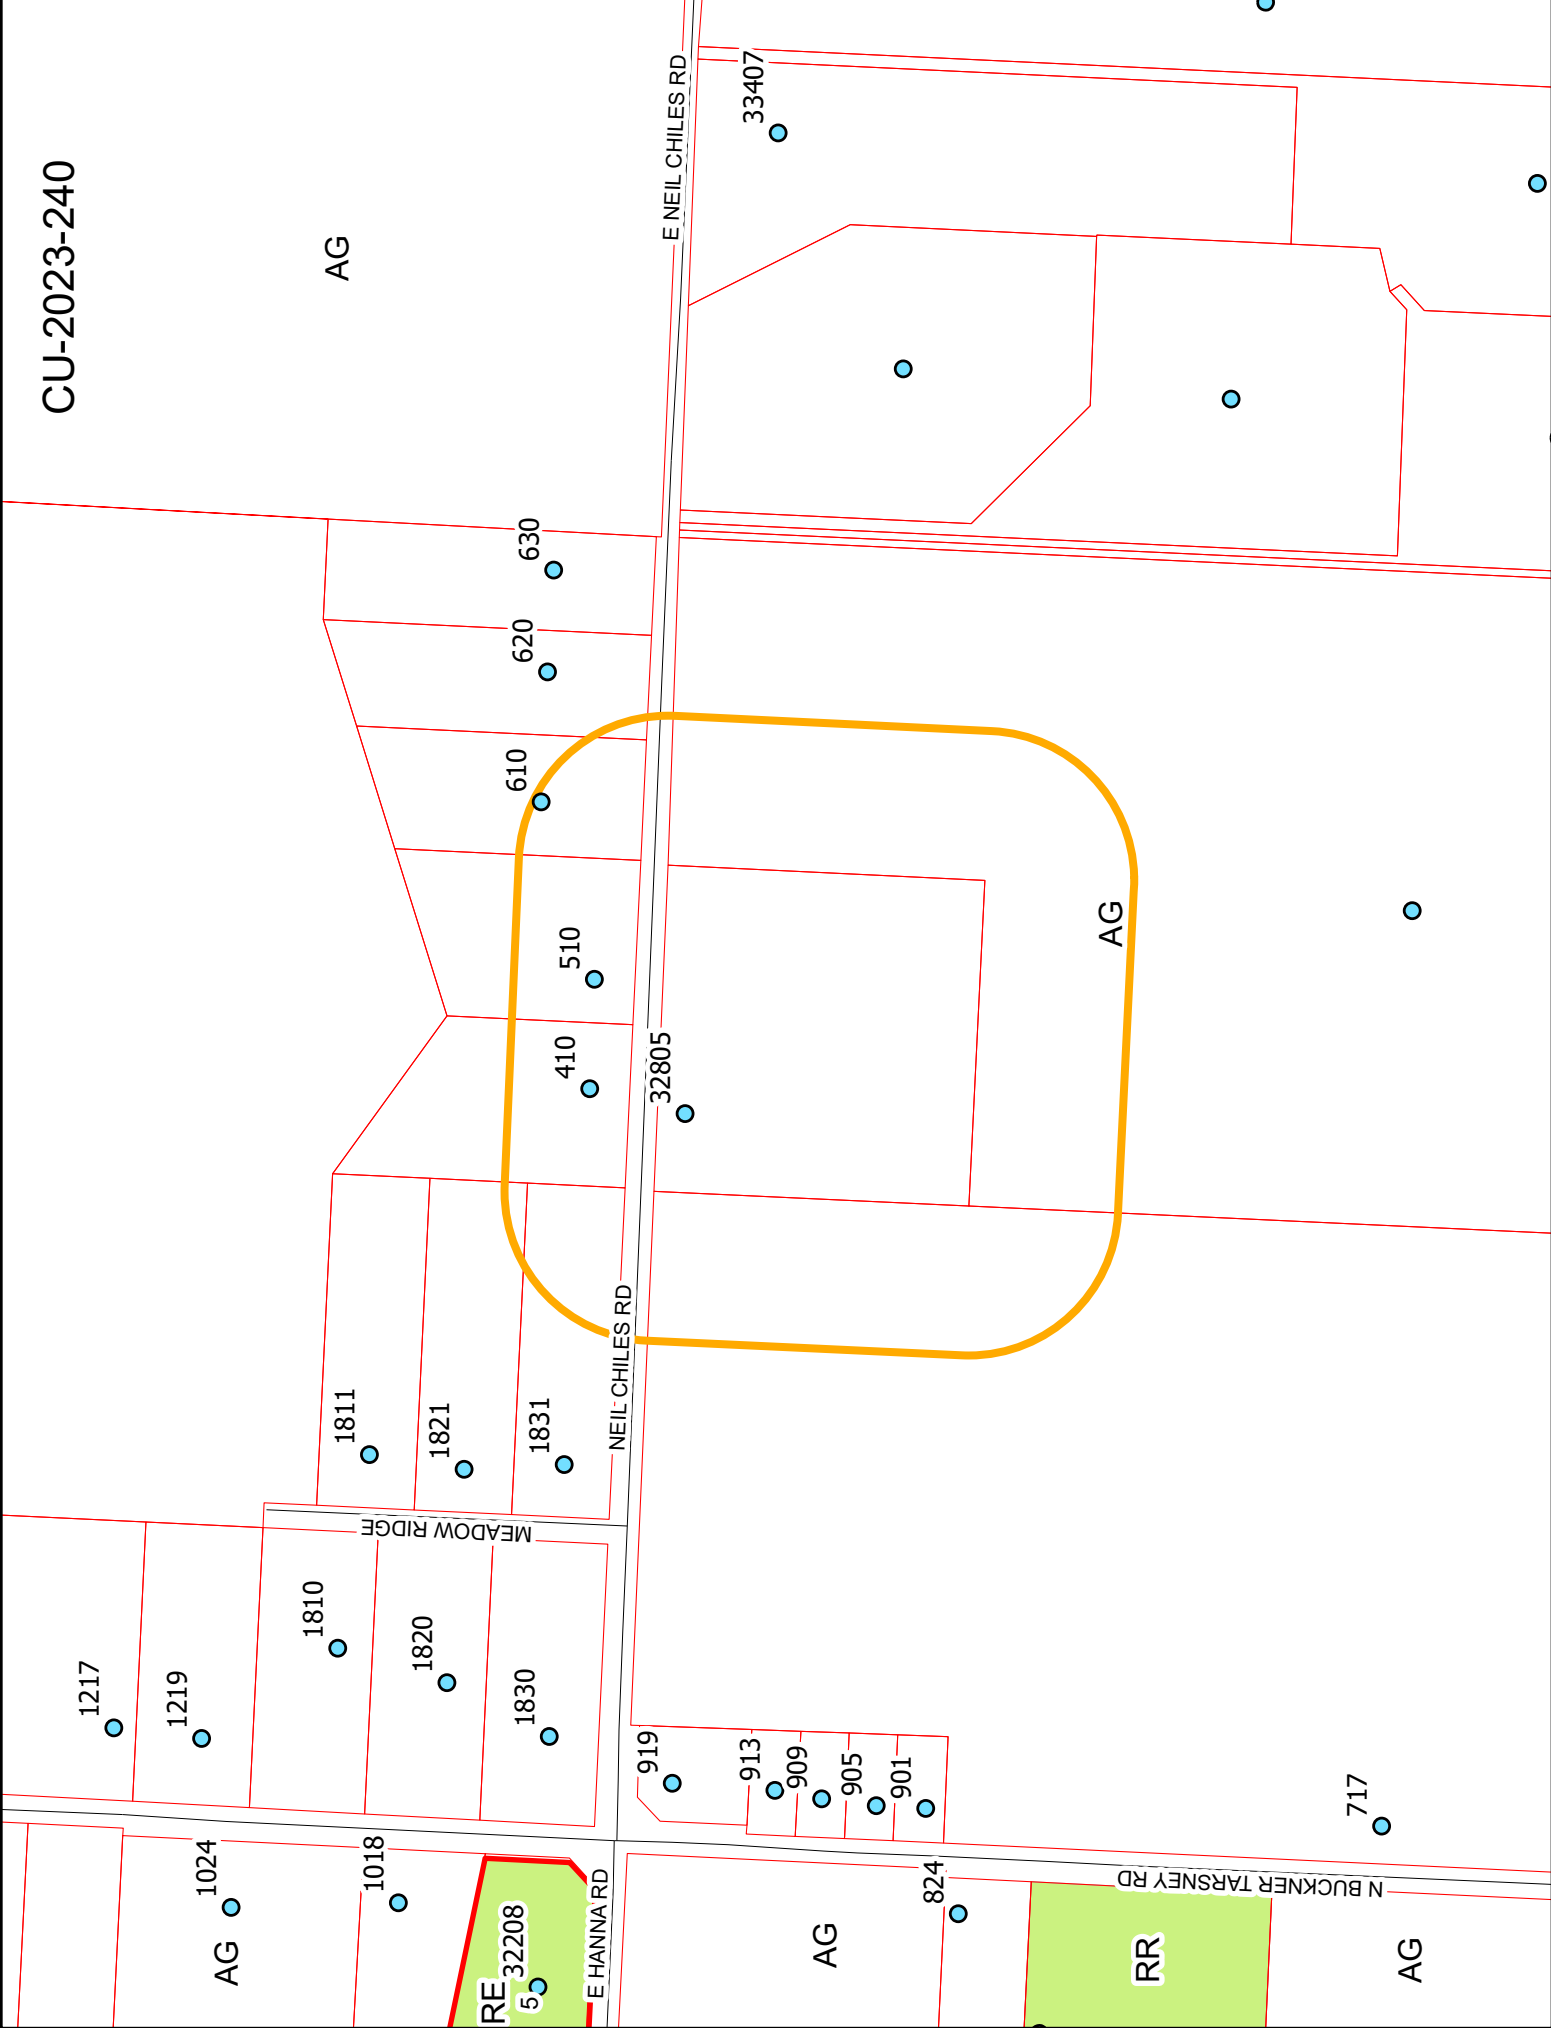 CU-2023-240
AG
E NEIL CHILES RD
33407
630
620
610
510
410
32805
AG
NEIL CHILES RD
1811
1821
1831
MEADOW RIDGE
1217
1219
1810
1820
1830
919
913
909
905
901
717
1024
1018
AG
RE
32208
5
E HANNA RD
AG
824
RR
N BUCKNER TARSNEY RD
AG